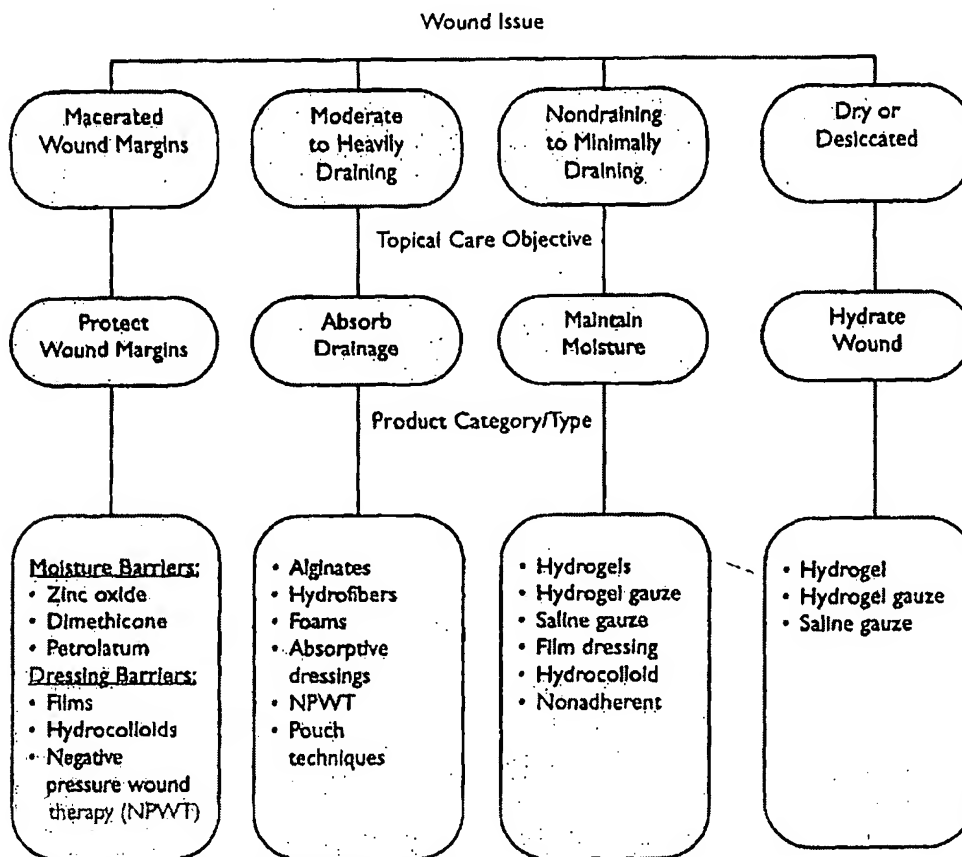 Wound Issue
Macerated
Wound Margins
Moderate
to Heavily
Draining
Nondraining
to Minimally
Draining
Dry or
Desiccated
Topical Care Objective
Protect
Wound Margins
Absorb
Drainage
Maintain
Moisture
Hydrate
Wound
Product Category/Type
Moisture Barriers:
• Zinc oxide
• Dimethicone
• Petrolatum
Dressing Barriers:
• Films
• Hydrocolloids
• Negative
pressure wound
therapy (NPWT)
• Alginates
• Hydrofibers
• Foams
• Absorptive
dressings
• NPWT
• Pouch
techniques
• Hydrogels
• Hydrogel gauze
• Saline gauze
• Film dressing
• Hydrocolloid
• Nonadherent
• Hydrogel
• Hydrogel gauze
• Saline gauze